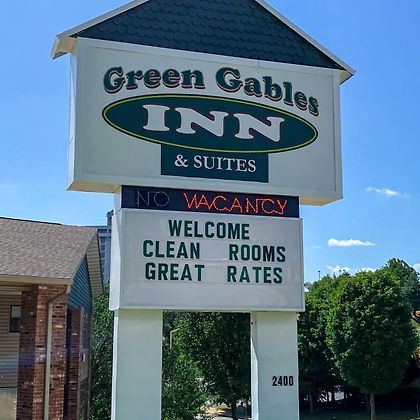 Green Gables
INN
& SUITES
NO VACANCY
WELCOME
CLEAN ROOMS
GREAT RATES
2400